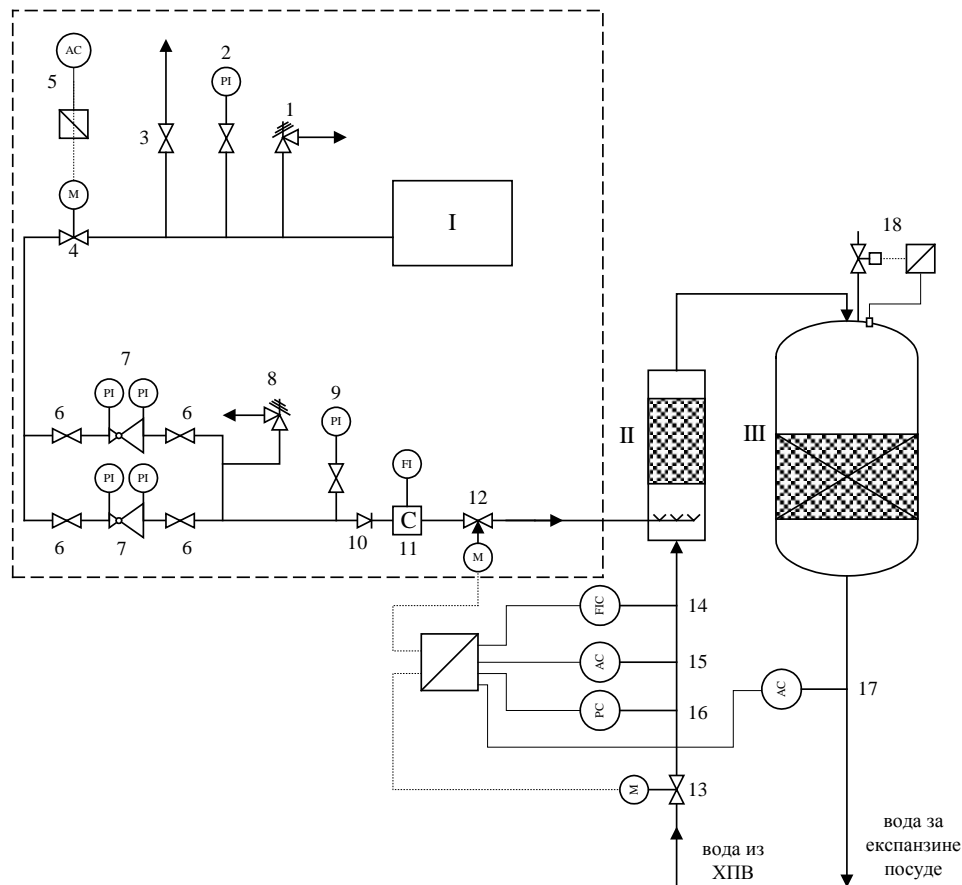 AC
5
2
PI
1
3
M
4
I
18
7
PI
PI
8
9
6
6
PI
II
III
PI
PI
FI
12
C
6
7
6
10
11
M
FIC
14
AC
15
AC
17
PC
16
M
13
вода из
ХПВ
вода за
експанзине
посуде